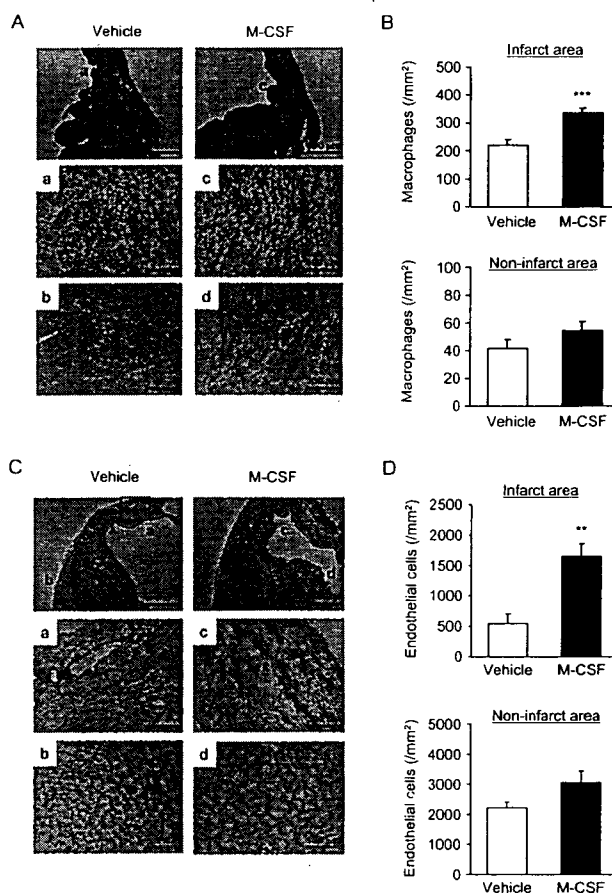 A
Vehicle
M-CSF
a
c
a
c
b
d
B
Infarct area
Macrophages (/mm²)
500
400
300
200
100
0
***
Vehicle
M-CSF
Non-infarct area
Macrophages (/mm²)
100
80
60
40
20
0
Vehicle
M-CSF
C
Vehicle
M-CSF
b
a
c
d
a
c
b
d
D
Infarct area
Endothelial cells (/mm²)
2500
2000
1500
1000
500
0
**
Vehicle
M-CSF
Non-infarct area
Endothelial cells (/mm²)
5000
4000
3000
2000
1000
0
Vehicle
M-CSF